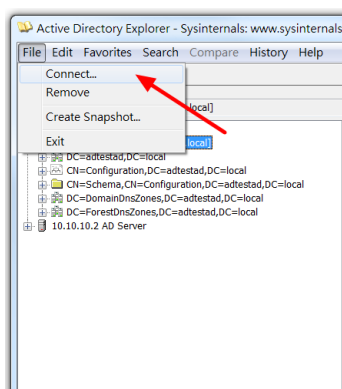 Active Directory Explorer - Sysinternals: www.sysinternals
File Edit Favorites Search Compare History Help
Connect...
Remove
Create Snapshot...
Exit
local]
local]
DC=adtestad,DC=local
CN=Configuration,DC=adtestad,DC=local
CN=Schema,CN=Configuration,DC=adtestad,DC=local
DC=DomainDnsZones,DC=adtestad,DC=local
DC=ForestDnsZones,DC=adtestad,DC=local
10.10.10.2 AD Server